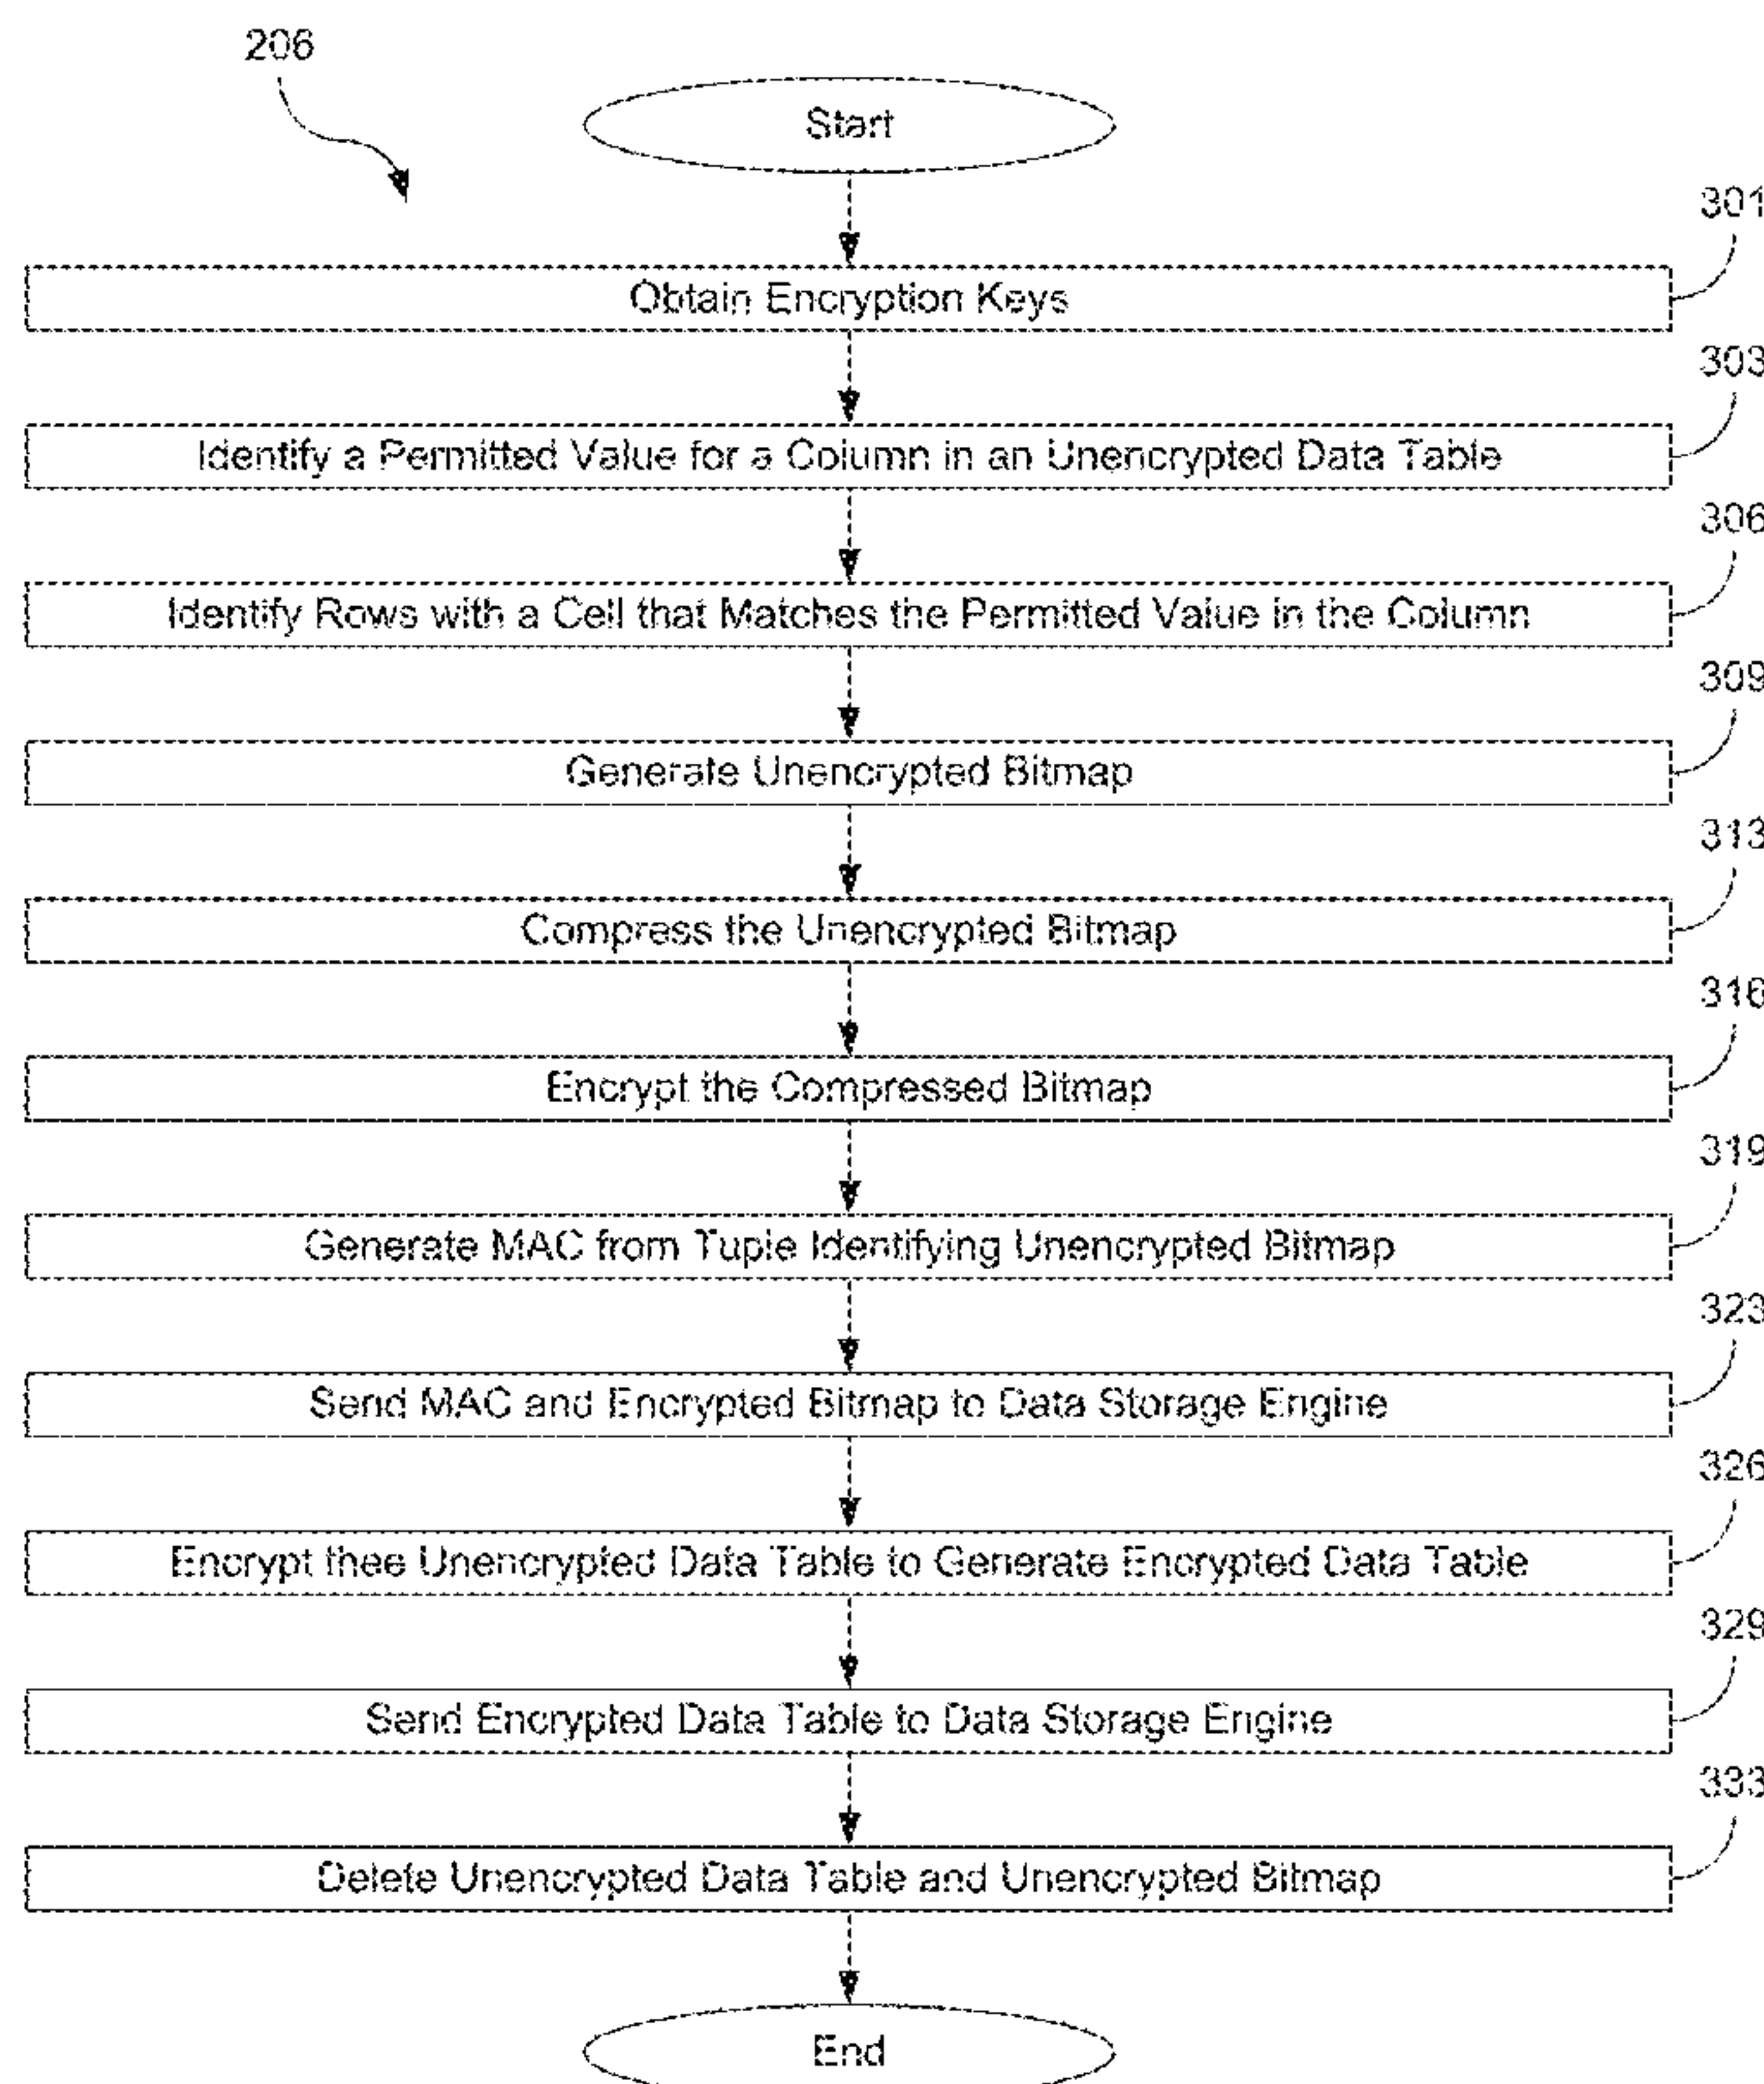 206
Start
301
Obtain Encryption Keys
303
Identify a Permitted Value for a Column in an Unencrypted Data Table
306
Identify Rows with a Cell that Matches the Permitted Value in the Column
309
Generate Unencrypted Bitmap
313
Compress the Unencrypted Bitmap
316
Encrypt the Compressed Bitmap
319
Generate MAC from Tuple Identifying Unencrypted Bitmap
323
Send MAC and Encrypted Bitmap to Data Storage Engine
326
Encrypt thee Unencrypted Data Table to Generate Encrypted Data Table
329
Send Encrypted Data Table to Data Storage Engine
333
Delete Unencrypted Data Table and Unencrypted Bitmap
End